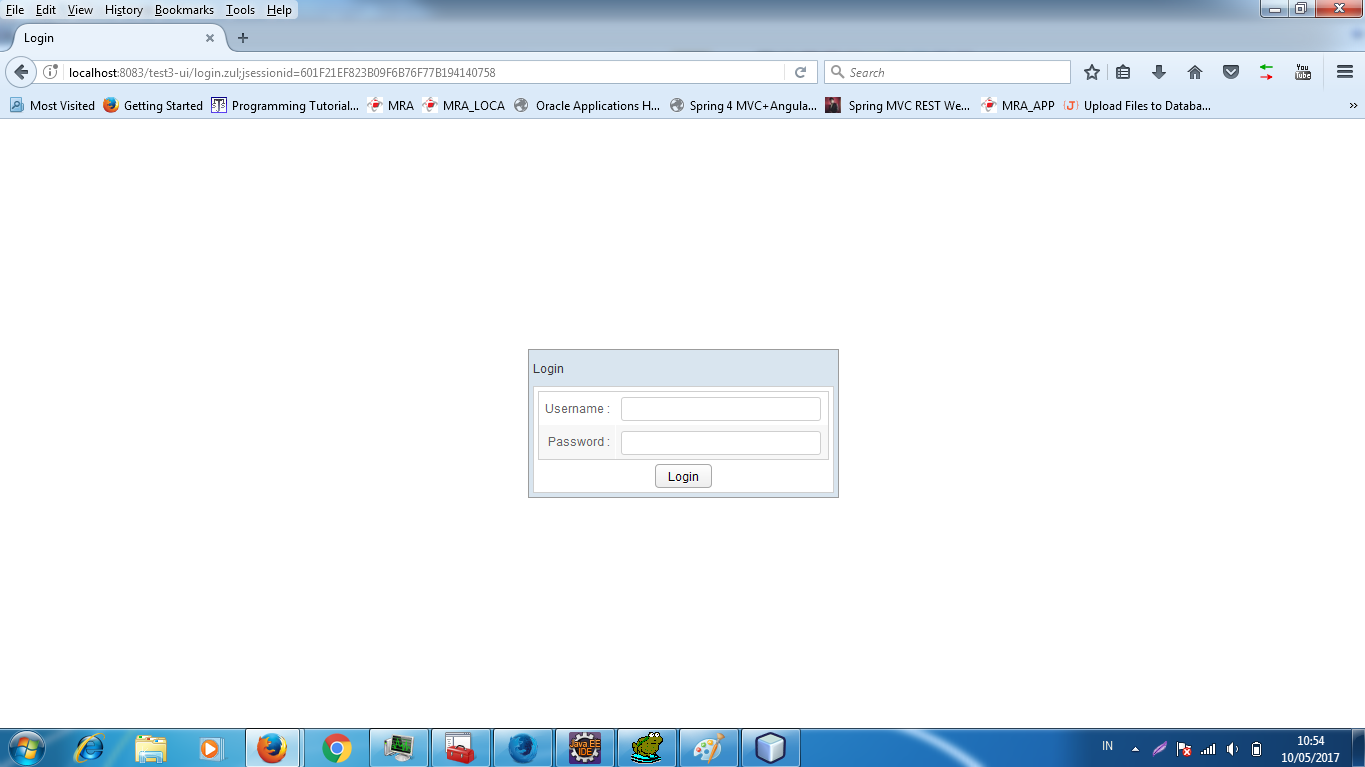 File Edit View History Bookmarks Tools Help
Login
localhost:8083/test3-ui/login.zul;jsessionid=601F21EF823B09F6B76F77B194140758 Search You Tube
Most Visited Getting Started Programming Tutorial... MRA MRA_LOCA Oracle Applications H... Spring 4 MVC+Angula... Spring MVC REST We... MRA_APP Upload Files to Databa... »
Login
Username :
Password :
Login
Java EE IDE
IN 10:54
10/05/2017